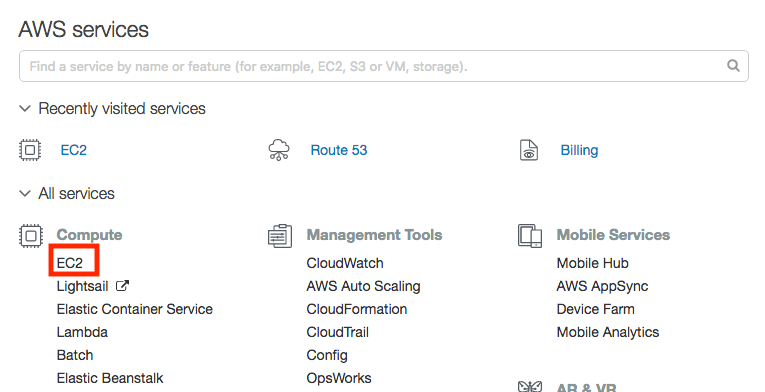 AWS services
Find a service by name or feature (for example, EC2, S3 or VM, storage).
Recently visited services
EC2
Route 53
Billing
All services
Compute
EC2
Lightsail
Elastic Container Service
Lambda
Batch
Elastic Beanstalk
Management Tools
CloudWatch
AWS Auto Scaling
CloudFormation
CloudTrail
Config
OpsWorks
Mobile Services
Mobile Hub
AWS AppSync
Device Farm
Mobile Analytics
AR & VR